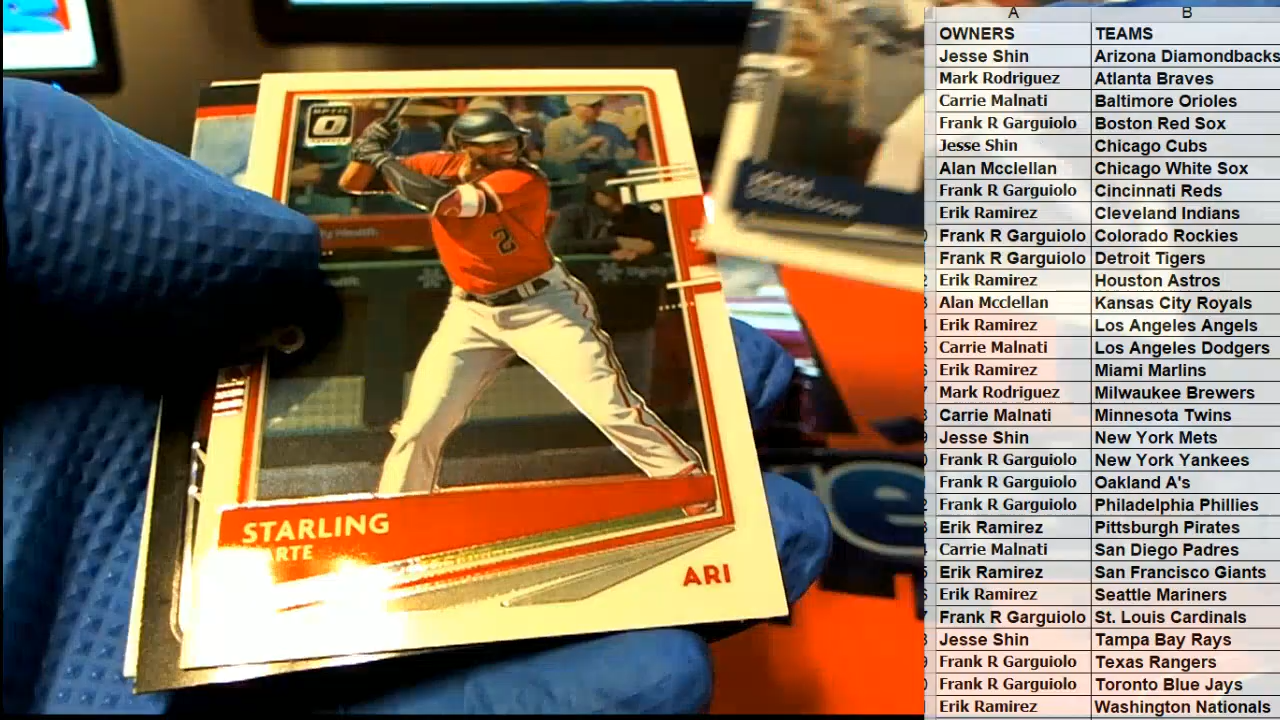 OPTIC
STARLING
ARTE
ARI
2
A B
OWNERS TEAMS
Jesse Shin Arizona Diamondbacks
Mark Rodriguez Atlanta Braves
Carrie Malnati Baltimore Orioles
Frank R Garguiolo Boston Red Sox
Jesse Shin Chicago Cubs
Alan Mcclellan Chicago White Sox
Frank R Garguiolo Cincinnati Reds
Erik Ramirez Cleveland Indians
Frank R Garguiolo Colorado Rockies
Frank R Garguiolo Detroit Tigers
Erik Ramirez Houston Astros
Alan Mcclellan Kansas City Royals
Erik Ramirez Los Angeles Angels
Carrie Malnati Los Angeles Dodgers
Erik Ramirez Miami Marlins
Mark Rodriguez Milwaukee Brewers
Carrie Malnati Minnesota Twins
Jesse Shin New York Mets
Frank R Garguiolo New York Yankees
Frank R Garguiolo Oakland A's
Frank R Garguiolo Philadelphia Phillies
Erik Ramirez Pittsburgh Pirates
Carrie Malnati San Diego Padres
Erik Ramirez San Francisco Giants
Erik Ramirez Seattle Mariners
Frank R Garguiolo St. Louis Cardinals
Jesse Shin Tampa Bay Rays
Frank R Garguiolo Texas Rangers
Frank R Garguiolo Toronto Blue Jays
Erik Ramirez Washington Nationals